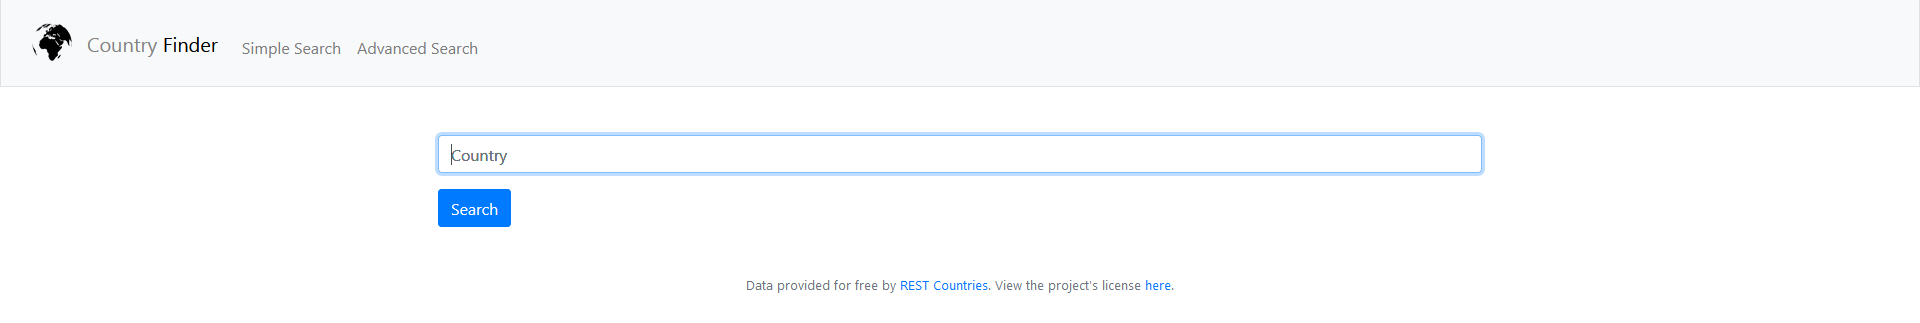 Country Finder Simple Search Advanced Search
Country
Search
Data provided for free by REST Countries. View the project's license here.